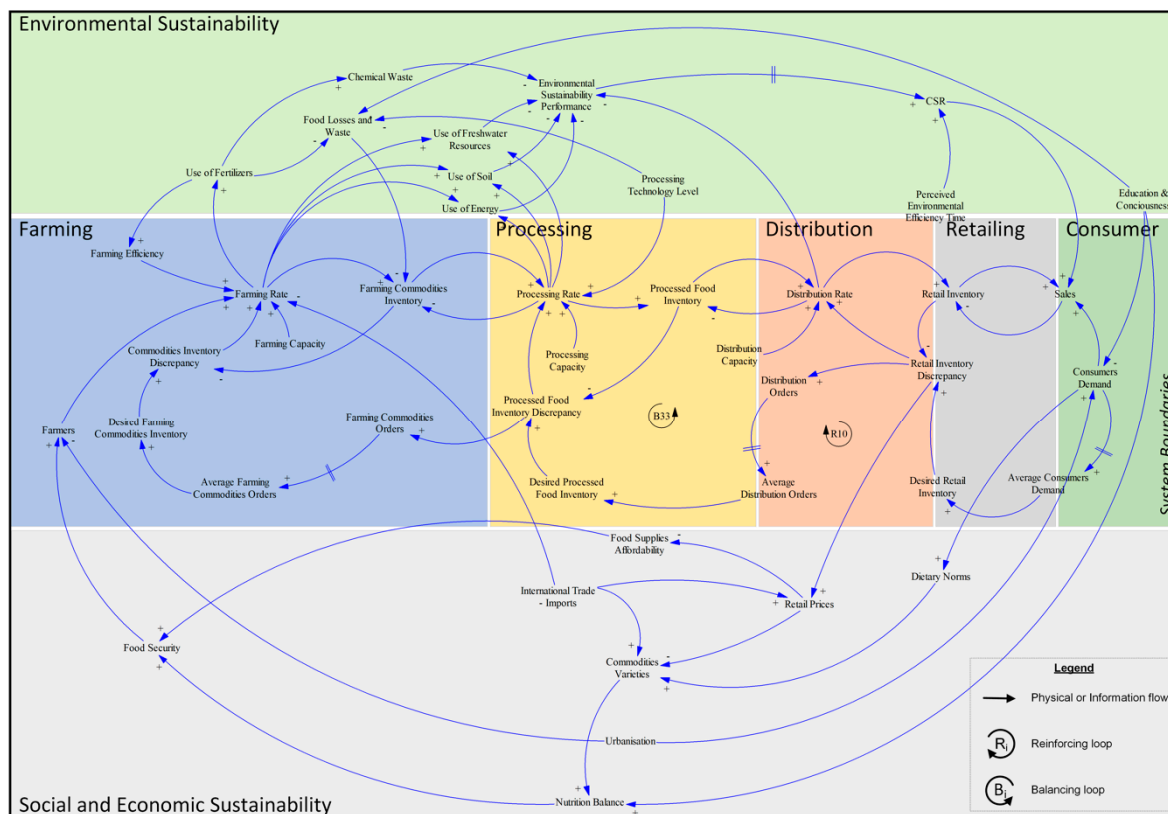 Environmental Sustainability
Chemical Waste
Environmental
Sustainability
Performance
CSR
Food Losses and
Waste
Use of Freshwater
Resources
Use of Fertilizers
Use of Soil
Processing
Technology Level
Use of Energy
Perceived
Environmental
Efficiency Time
Education &
Conciousness
Farming
Processing
Distribution
Retailing
Consumer
Farming Efficiency
Farming Rate
Farming Commodities
Inventory
Processing Rate
Processed Food
Inventory
Distribution Rate
Retail Inventory
Sales
Farming Capacity
Commodities Inventory
Discrepancy
Processing
Capacity
Distribution
Capacity
Retail Inventory
Discrepancy
Consumers
Demand
Distribution
Orders
Processed Food
Inventory Discrepancy
B33
R10
Farmers
Desired Farming
Commodities Inventory
Farming Commodities
Orders
Average Farming
Commodities Orders
Desired Processed
Food Inventory
Average
Distribution Orders
Desired Retail
Inventory
Average Consumers
Demand
System Boundaries
Food Supplies
Affordability
Dietary Norms
International Trade
- Imports
Retail Prices
Food Security
Commodities
Varieties
Urbanisation
Nutrition Balance
Social and Economic Sustainability
Legend
Physical or Information flow
Ri
Reinforcing loop
Bi
Balancing loop